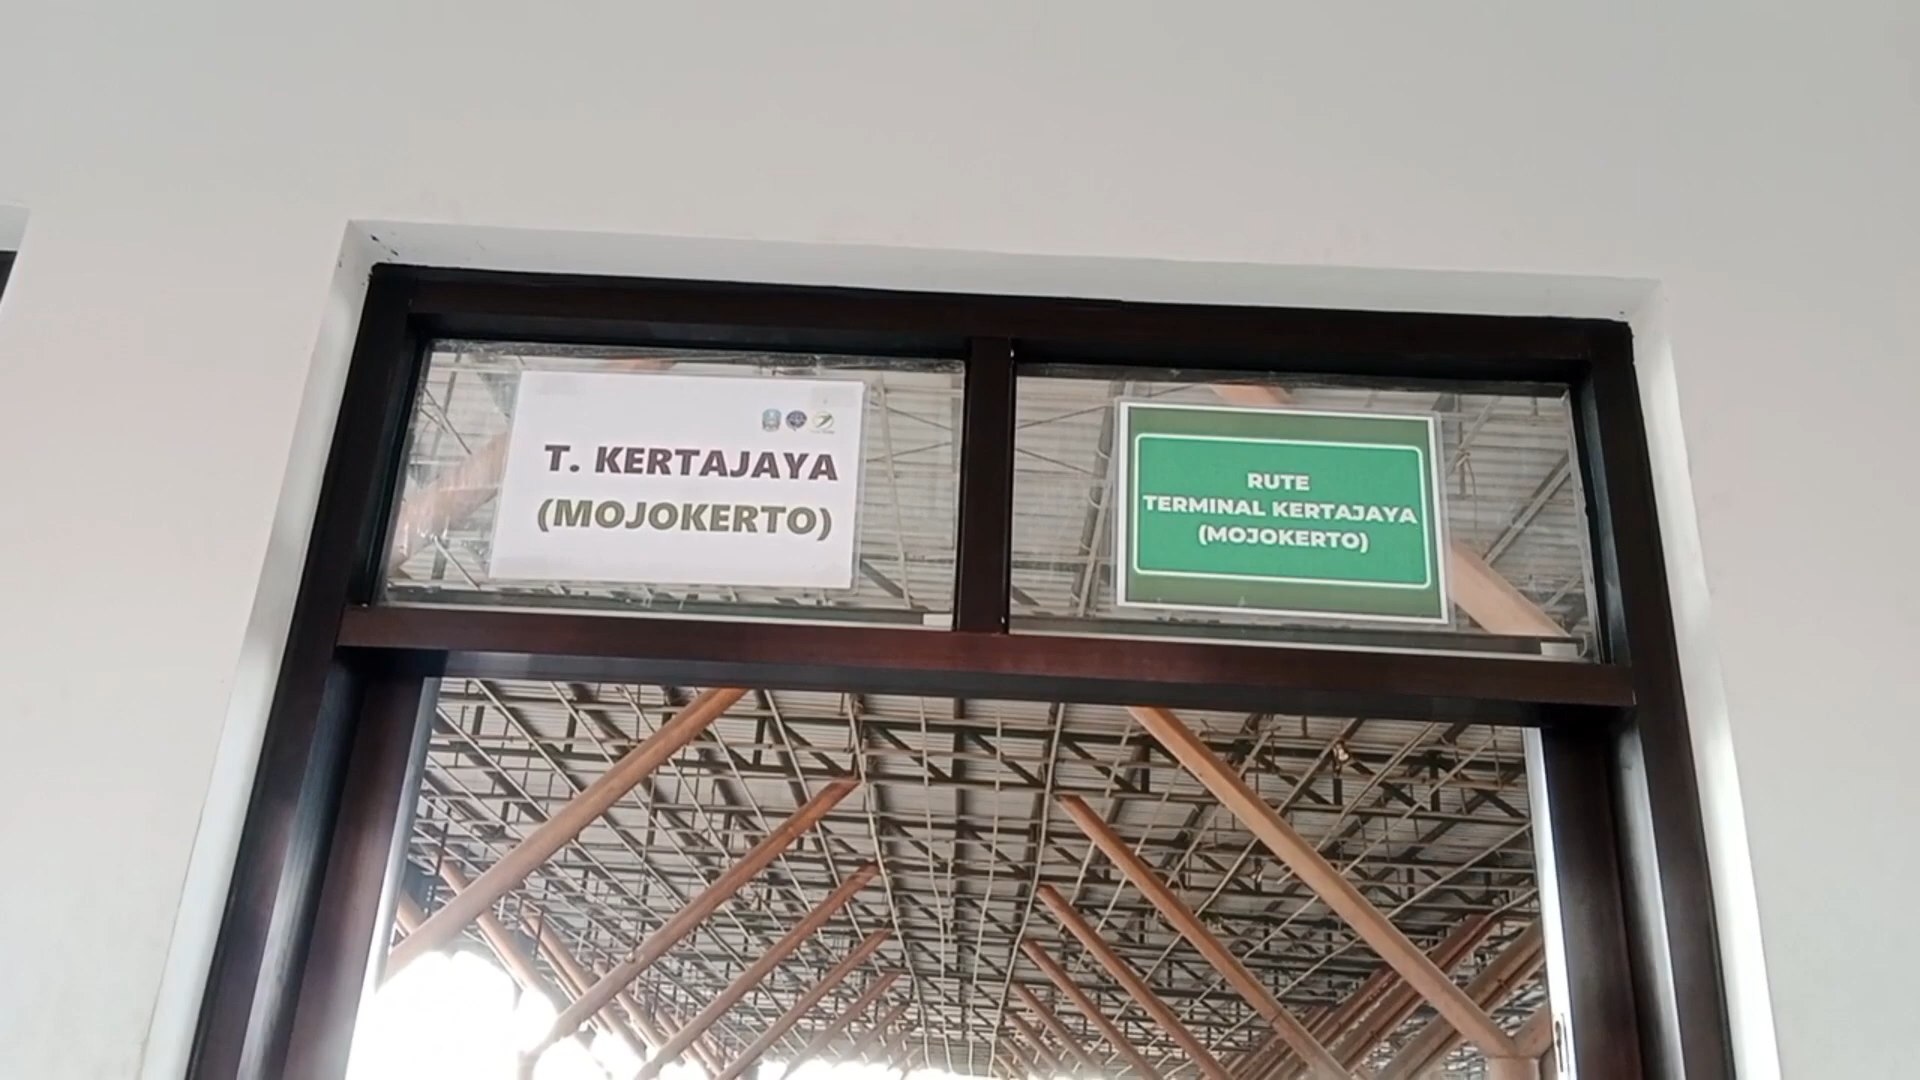 T. KERTAJAYA
(MOJOKERTO)
RUTE
TERMINAL KERTAJAYA
(MOJOKERTO)